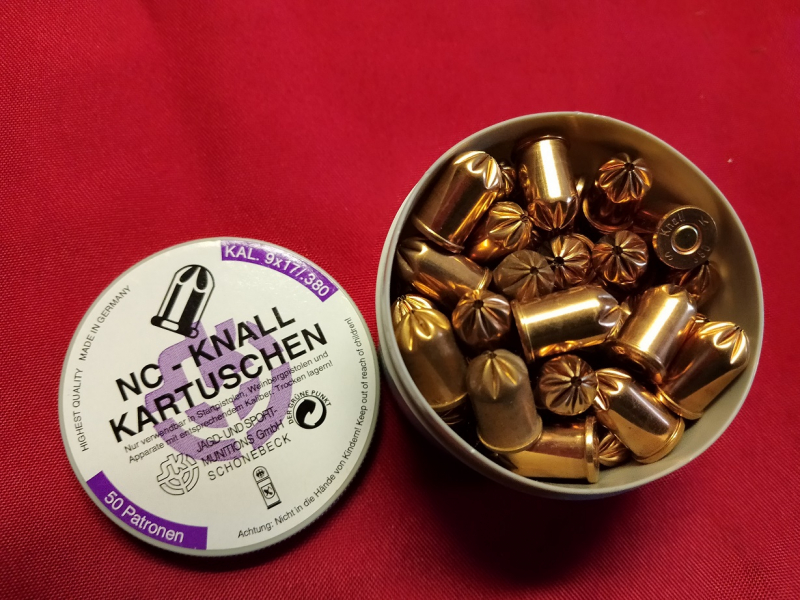 KAL. 9x17/.380
HIGHEST QUALITY MADE IN GERMANY
NC - KNALL
KARTUSCHEN
Nur verwendbar in Startpistolen, Weinbergpistolen und
Apparate mit entsprechendem Kaliber. Trocken lagern!
JAGD-UND SPORT-
MUNITIONS GmbH
SCHÖNEBECK
DER GRÜNE PUNKT
50 Patronen
Achtung: Nicht in die Hände von Kindern! Keep out of reach of children!
Knall